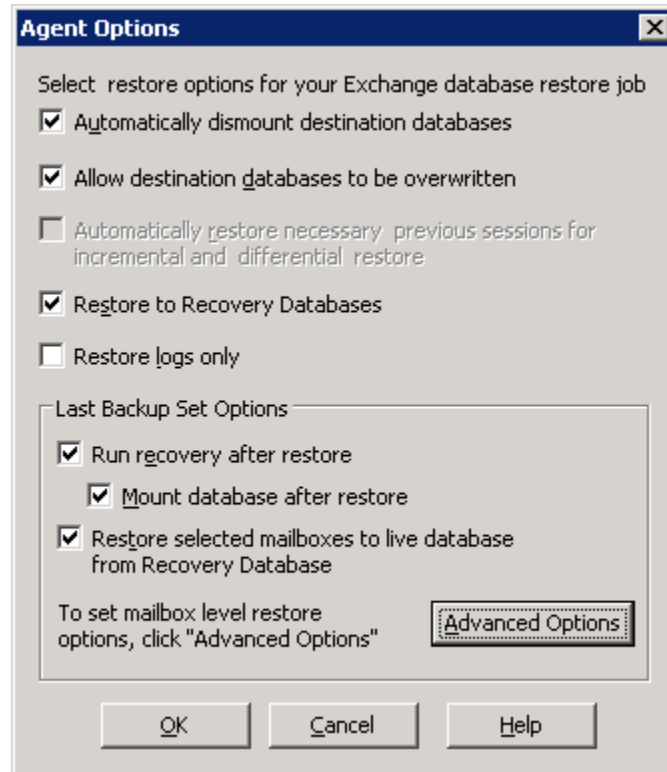 Agent Options
Select restore options for your Exchange database restore job
Automatically dismount destination databases
Allow destination databases to be overwritten
Automatically restore necessary previous sessions for
incremental and differential restore
Restore to Recovery Databases
Restore logs only
Last Backup Set Options
Run recovery after restore
Mount database after restore
Restore selected mailboxes to live database
from Recovery Database
To set mailbox level restore
options, click "Advanced Options"
Advanced Options
OK
Cancel
Help